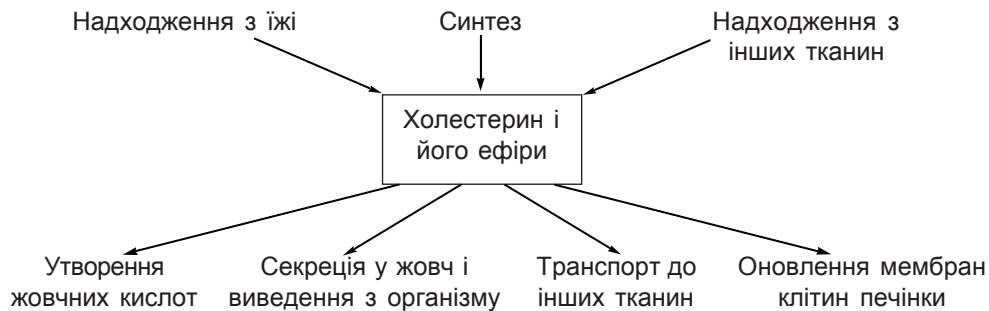 Надходження з їжі
Синтез
Надходження з
інших тканин
Холестерин і
його ефіри
Утворення
жовчних кислот
Секреція у жовч і
виведення з організму
Транспорт до
інших тканин
Оновлення мембран
клітин печінки